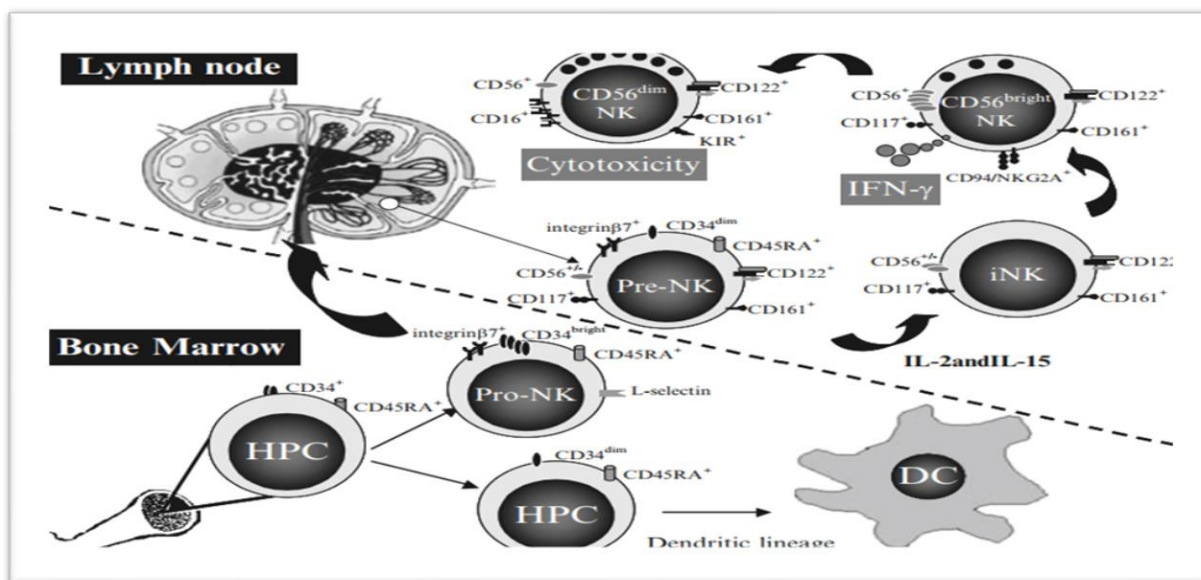 Lymph node
CD56⁺
CD16⁺
CD56ᵈⁱᵐ
NK
CD122⁺
CD161⁺
KIR⁺
Cytotoxicity
CD56⁺
CD117⁺
CD56ᵇʳⁱᵍʰᵗ
NK
CD122⁺
CD161⁺
CD94/NKG2A⁺
IFN-γ
integrinβ7⁺
CD34ᵈⁱᵐ
CD45RA⁺
CD56⁺/⁻
CD117⁺
Pre-NK
CD122⁺
CD161⁺
CD56⁺/⁻
CD117⁺
iNK
CD122
CD161⁺
IL-2andIL-15
Bone Marrow
integrinβ7⁺
CD34ᵇʳⁱᵍʰᵗ
CD45RA⁺
Pro-NK
L-selectin
CD34⁺
CD45RA⁺
HPC
CD34ᵈⁱᵐ
CD45RA⁺
HPC
DC
Dendritic lineage